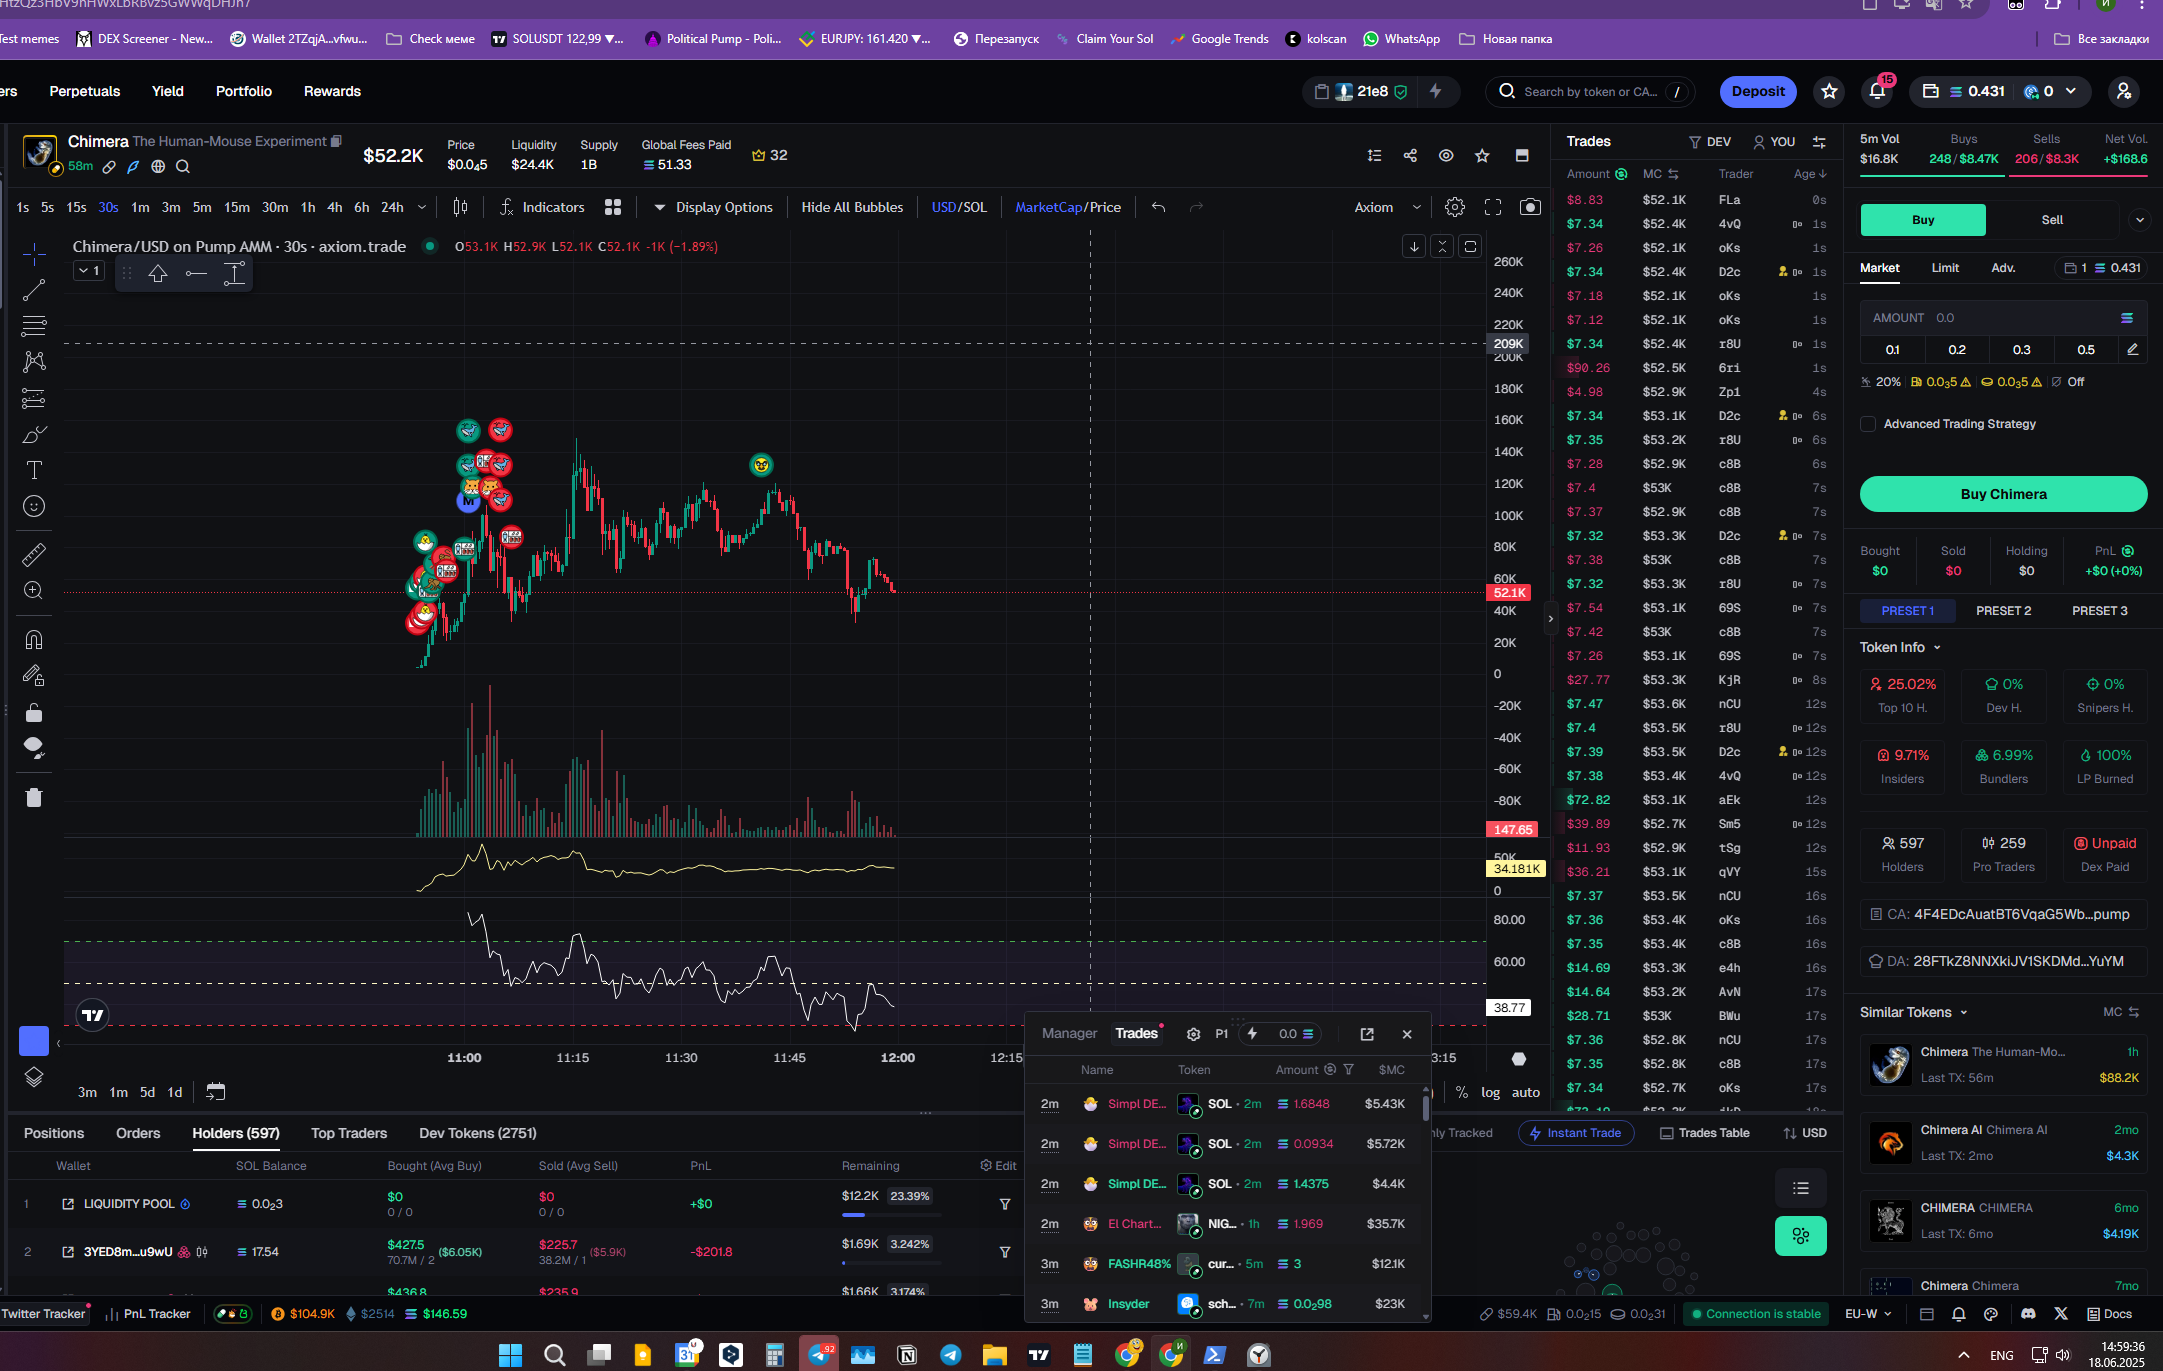 Test memes DEX Screener - New... Wallet 2TZqjA...vfwu... Check меме SOLUSDT 122,99 ▼... Political Pump - Poli... EURJPY: 161.420 ▼... Перезапуск Claim Your Sol Google Trends kolscan WhatsApp Новая папка Все закладки
ers Perpetuals Yield Portfolio Rewards 21e8 Search by token or CA... / Deposit 15 0.431 0
Chimera The Human-Mouse Experiment
58m
$52.2K
Price
$0.0₄5
Liquidity
$24.4K
Supply
1B
Global Fees Paid
51.33
32
1s 5s 15s 30s 1m 3m 5m 15m 30m 1h 4h 6h 24h Indicators Display Options Hide All Bubbles USD/SOL MarketCap/Price Axiom
Chimera/USD on Pump AMM · 30s · axiom.trade O53.1K H52.9K L52.1K C52.1K -1K (−1.89%)
1
260K
240K
220K
209K
200K
180K
160K
140K
120K
100K
80K
60K
52.1K
40K
20K
0
-20K
-40K
-60K
-80K
147.65
50K
34.181K
0
80.00
60.00
38.77
11:00 11:15 11:30 11:45 12:00 12:15 3:15
3m 1m 5d 1d % log auto
Trades DEV YOU
Amount MC Trader Age
$8.83 $52.1K FLa 0s
$7.34 $52.4K 4vQ 1s
$7.26 $52.1K oKs 1s
$7.34 $52.4K D2c 1s
$7.18 $52.1K oKs 1s
$7.12 $52.1K oKs 1s
$7.34 $52.4K r8U 1s
$90.26 $52.5K 6ri 1s
$4.98 $52.9K Zp1 4s
$7.34 $53.1K D2c 6s
$7.35 $53.2K r8U 6s
$7.28 $52.9K c8B 6s
$7.4 $53K c8B 7s
$7.37 $52.9K c8B 7s
$7.32 $53.3K D2c 7s
$7.38 $53K c8B 7s
$7.32 $53.3K r8U 7s
$7.54 $53.1K 69S 7s
$7.42 $53K c8B 7s
$7.26 $53.1K 69S 7s
$27.77 $53.3K KjR 8s
$7.47 $53.6K nCU 12s
$7.4 $53.5K r8U 12s
$7.39 $53.5K D2c 12s
$7.38 $53.4K 4vQ 12s
$72.82 $53.1K aEk 12s
$39.89 $52.7K Sm5 12s
$11.93 $52.9K tSg 12s
$36.21 $53.1K qVY 15s
$7.37 $53.5K nCU 16s
$7.36 $53.4K oKs 16s
$7.35 $53.4K c8B 16s
$14.69 $53.3K e4h 16s
$14.64 $53.2K AvN 17s
$28.71 $53K BWu 17s
$7.36 $52.8K nCU 17s
$7.35 $52.8K c8B 17s
$7.34 $52.7K oKs 17s
5m Vol Buys Sells Net Vol.
$16.8K 248 / $8.47K 206 / $8.3K +$168.6
Buy Sell
Market Limit Adv. 1 0.431
AMOUNT 0.0
0.1 0.2 0.3 0.5
20% 0.0₃5 0.0₃5 Off
Advanced Trading Strategy
Buy Chimera
Bought Sold Holding PnL
$0 $0 $0 +$0 (+0%)
PRESET 1 PRESET 2 PRESET 3
Token Info
25.02% 0% 0%
Top 10 H. Dev H. Snipers H.
9.71% 6.99% 100%
Insiders Bundlers LP Burned
597 259 Unpaid
Holders Pro Traders Dex Paid
CA: 4F4EDcAuatBT6VqaG5Wb...pump
DA: 28FTkZ8NNXkiJV1SKDMd...YuYM
Similar Tokens MC
Chimera The Human-Mo... 1h
Last TX: 56m $88.2K
Chimera AI Chimera AI 2mo
Last TX: 2mo $4.3K
CHIMERA CHIMERA 6mo
Last TX: 6mo $4.19K
Chimera Chimera 7mo
Manager Trades P1 0.0
Name Token Amount $MC
2m Simpl DE... SOL · 2m 1.6848 $5.43K
2m Simpl DE... SOL · 2m 0.0934 $5.72K
2m Simpl DE... SOL · 2m 1.4375 $4.4K
2m El Chart... NIG... · 1h 1.969 $35.7K
3m FASHR48% cur... · 5m 3 $12.1K
3m Insyder sch... · 7m 0.0₂98 $23K
Positions Orders Holders (597) Top Traders Dev Tokens (2751) nly Tracked Instant Trade Trades Table USD
Wallet SOL Balance Bought (Avg Buy) Sold (Avg Sell) PnL Remaining Edit
1 LIQUIDITY POOL 0.0₂3 $0 $0 +$0 $12.2K 23.39%
0 / 0 0 / 0
2 3YED8m...u9wU 17.54 $427.5 ($6.05K) $225.7 ($5.9K) -$201.8 $1.69K 3.242%
70.7M / 2 38.2M / 1
$436.8 $235.9 $1.66K 3.174%
Twitter Tracker PnL Tracker $104.9K $2514 $146.59 $59.4K 0.0₂15 0.0₂31 Connection is stable EU-W Docs
92 31 ENG 14:59:36
18.06.2025